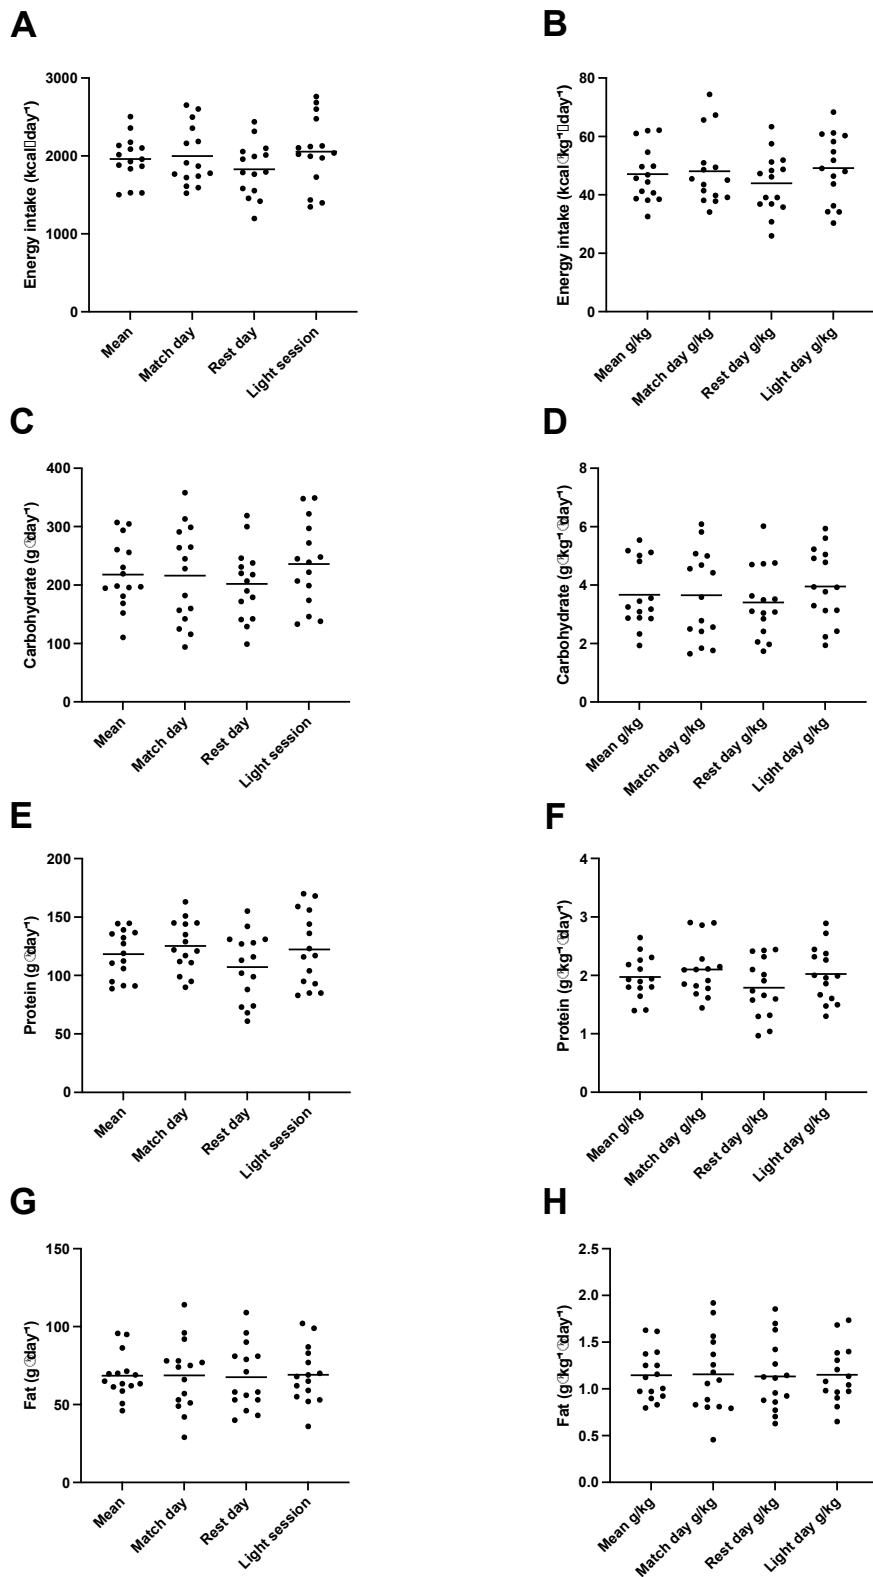 A
Energy intake (kcal▯day⁻¹)
3000
2000
1000
0
Mean
Match day
Rest day
Light session
B
Energy intake (kcal�kg⁻¹▯day⁻¹)
80
60
40
20
0
Mean g/kg
Match day g/kg
Rest day g/kg
Light day g/kg
C
Carbohydrate (g�day⁻¹)
400
300
200
100
0
Mean
Match day
Rest day
Light session
D
Carbohydrate (g�kg⁻¹�day⁻¹)
8
6
4
2
0
Mean g/kg
Match day g/kg
Rest day g/kg
Light day g/kg
E
Protein (g�day⁻¹)
200
150
100
50
0
Mean
Match day
Rest day
Light session
F
Protein (g�kg⁻¹�day⁻¹)
4
3
2
1
0
Mean g/kg
Match day g/kg
Rest day g/kg
Light day g/kg
G
Fat (g�day⁻¹)
150
100
50
0
Mean
Match day
Rest day
Light session
H
Fat (g�kg⁻¹�day⁻¹)
2.5
2.0
1.5
1.0
0.5
0.0
Mean g/kg
Match day g/kg
Rest day g/kg
Light day g/kg